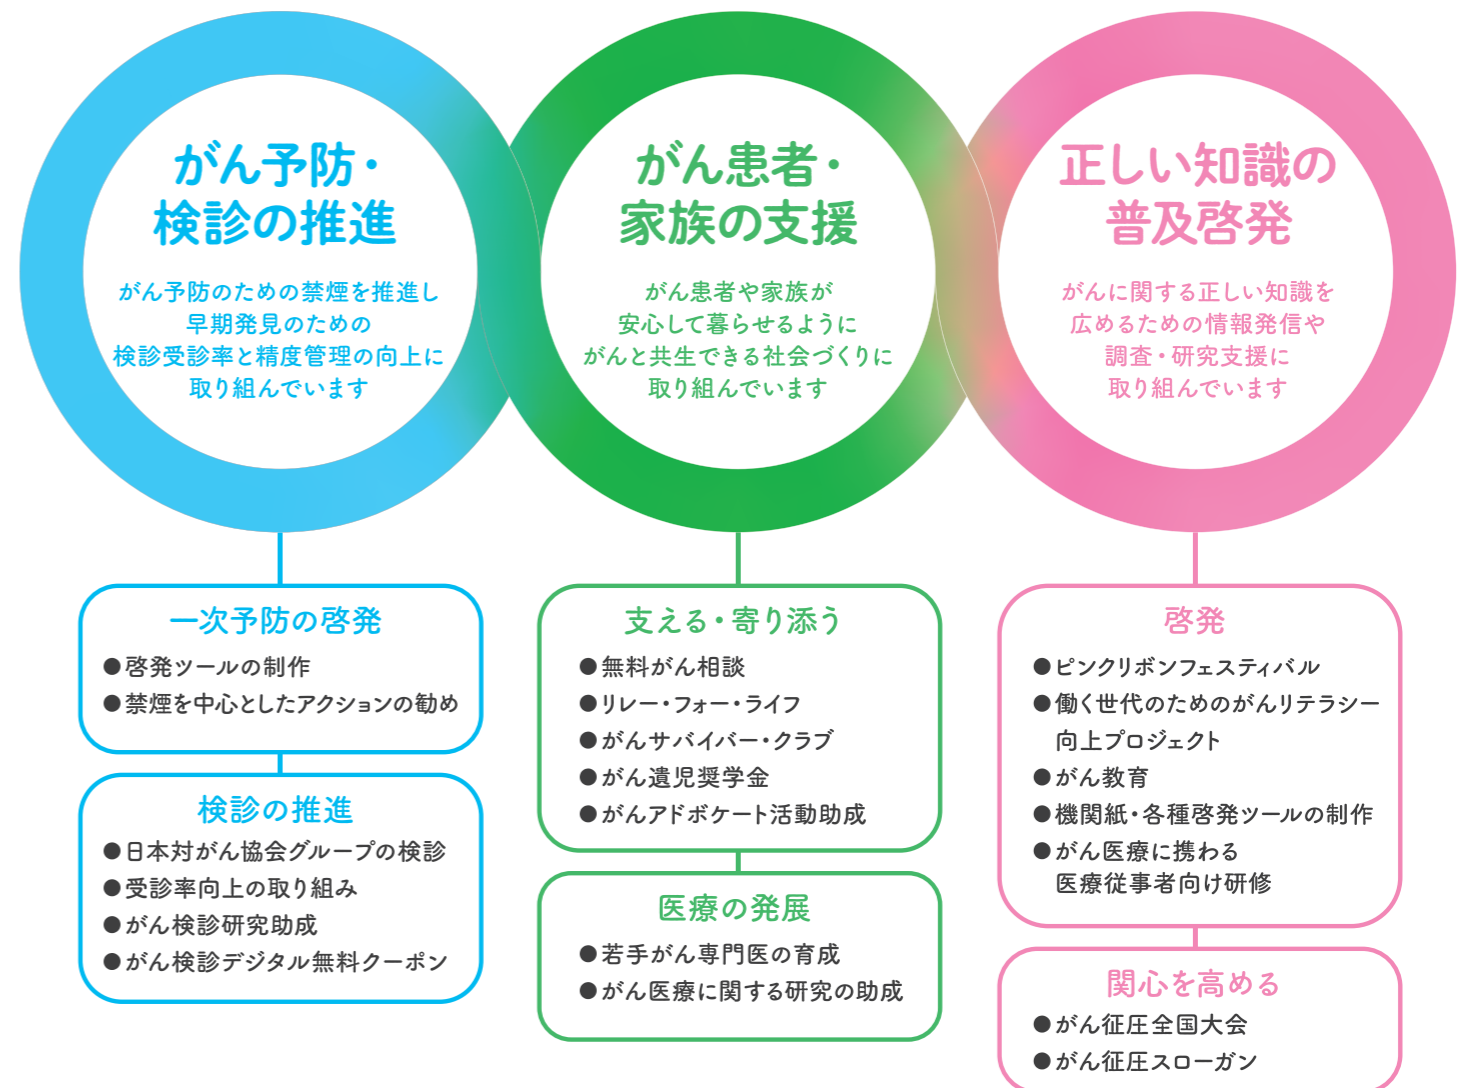 がん予防・
検診の推進
がん予防のための禁煙を推進し
早期発見のための
検診受診率と精度管理の向上に
取り組んでいます
一次予防の啓発
●啓発ツールの制作
●禁煙を中心としたアクションの勧め
検診の推進
●日本対がん協会グループの検診
●受診率向上の取り組み
●がん検診研究助成
●がん検診デジタル無料クーポン
がん患者・
家族の支援
がん患者や家族が
安心して暮らせるように
がんと共生できる社会づくりに
取り組んでいます
支える・寄り添う
●無料がん相談
●リレー・フォー・ライフ
●がんサバイバー・クラブ
●がん遺児奨学金
●がんアドボケート活動助成
医療の発展
●若手がん専門医の育成
●がん医療に関する研究の助成
正しい知識の
普及啓発
がんに関する正しい知識を
広めるための情報発信や
調査・研究支援に
取り組んでいます
啓発
●ピンクリボンフェスティバル
●働く世代のためのがんリテラシー
向上プロジェクト
●がん教育
●機関紙・各種啓発ツールの制作
●がん医療に携わる
医療従事者向け研修
関心を高める
●がん征圧全国大会
●がん征圧スローガン